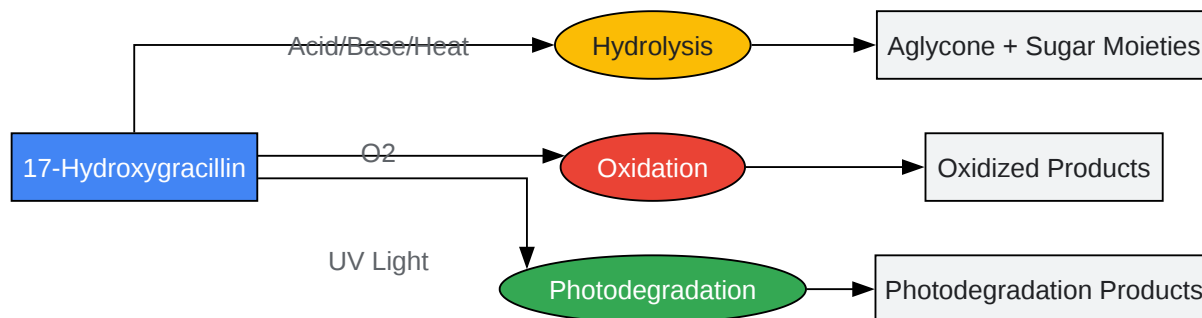 Acid/Base/Heat
Hydrolysis
Aglycone + Sugar Moieties
17-Hydroxygracillin
O2
Oxidation
Oxidized Products
UV Light
Photodegradation
Photodegradation Products